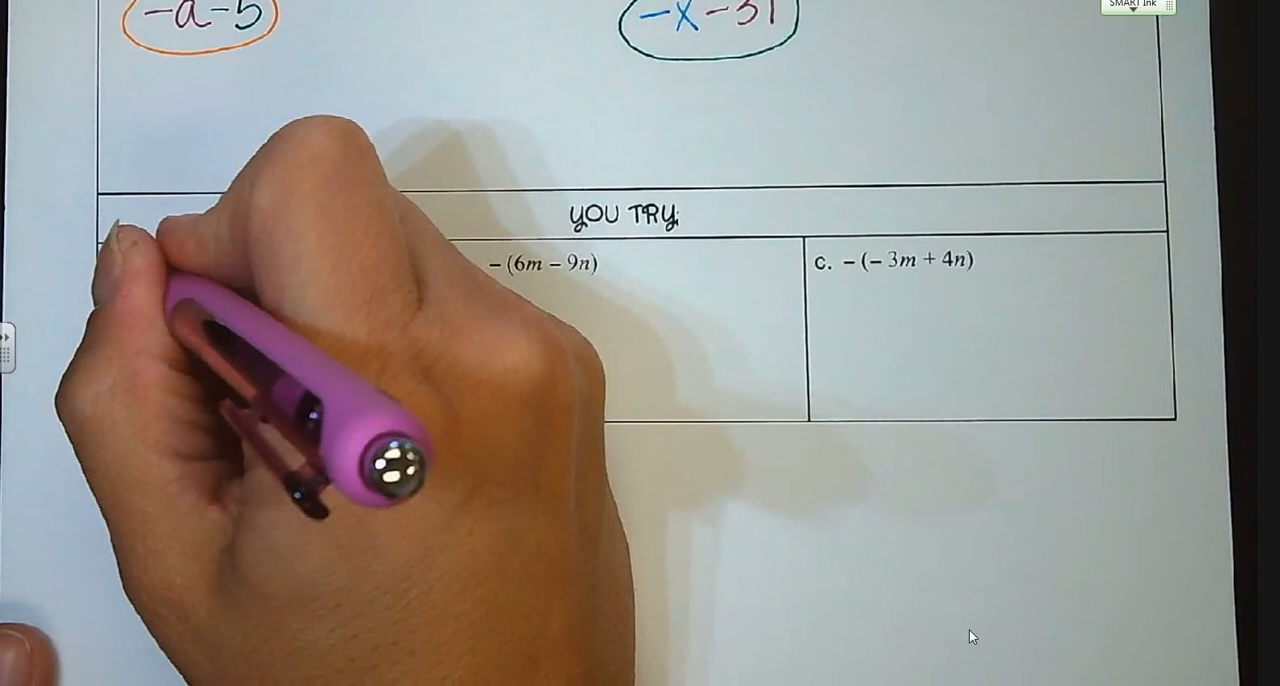 SMART Ink
-a-5
-x-31
YOU TRY:
- (6m - 9n)
c. - (- 3m + 4n)